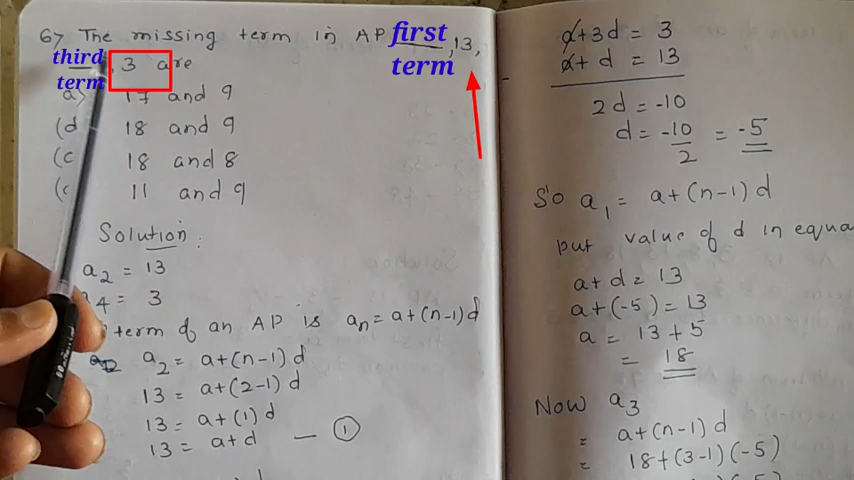 6> The missing term in AP ___, 13,
first
term
third
term
, 3 are
a) 17 and 9
(d 18 and 9
(c 18 and 8
(c 11 and 9
Solution:
a₂ = 13
a₄ = 3
term of an AP is aₙ = a+(n-1)d
a₂ = a+(n-1)d
13 = a+(2-1)d
13 = a+(1)d
13 = a+d — ①
a+3d = 3
a+d = 13
2d = -10
d = -10/2 = -5
So a₁ = a+(n-1)d
put value of d in equa
a+d = 13
a+(-5) = 13
a = 13+5
= 18
Now a₃
= a+(n-1)d
= 18+(3-1)(-5)